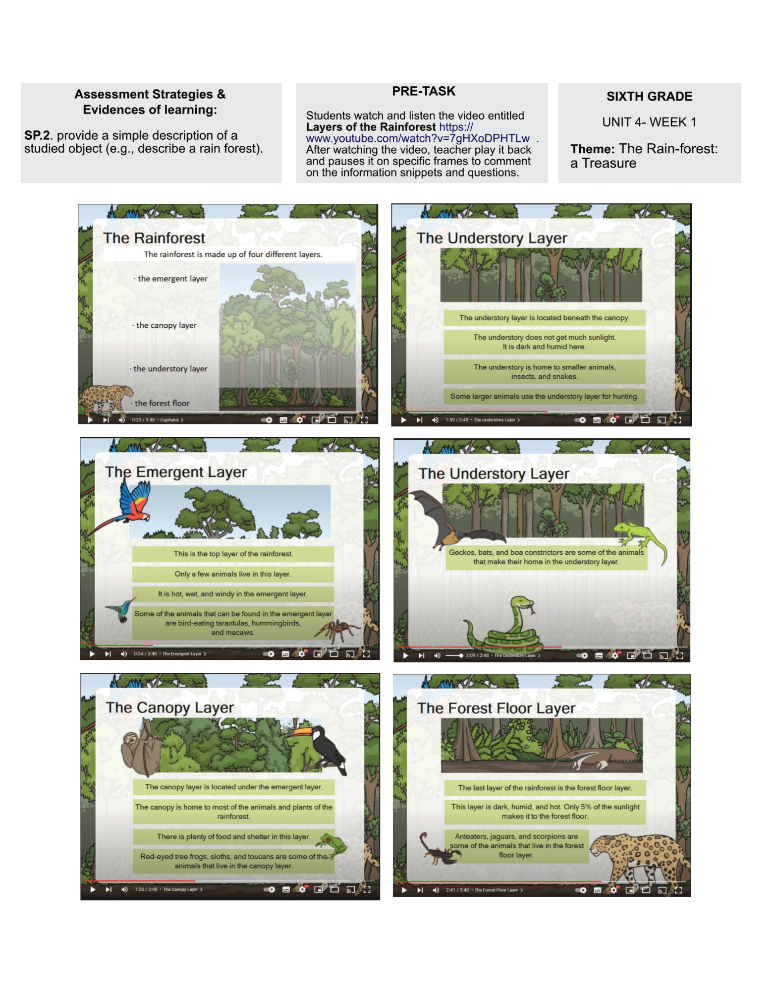 Assessment Strategies &
Evidences of learning:
SP.2. provide a simple description of a
studied object (e.g., describe a rain forest).
PRE-TASK
Students watch and listen the video entitled
Layers of the Rainforest https://
www.youtube.com/watch?v=7gHXoDPHTLw .
After watching the video, teacher play it back
and pauses it on specific frames to comment
on the information snippets and questions.
SIXTH GRADE
UNIT 4- WEEK 1
Theme: The Rain-forest:
a Treasure
The Rainforest
The rainforest is made up of four different layers.
· the emergent layer
· the canopy layer
· the understory layer
· the forest floor
0:23 / 3:48 • Capítulos >
The Understory Layer
The understory layer is located beneath the canopy.
The understory does not get much sunlight.
It is dark and humid here.
The understory is home to smaller animals,
insects, and snakes.
Some larger animals use the understory layer for hunting.
1:59 / 3:48 • The Understory Layer >
The Emergent Layer
This is the top layer of the rainforest.
Only a few animals live in this layer.
It is hot, wet, and windy in the emergent layer.
Some of the animals that can be found in the emergent layer
are bird-eating tarantulas, hummingbirds,
and macaws.
0:54 / 3:48 • The Emergent Layer >
The Understory Layer
Geckos, bats, and boa constrictors are some of the animals
that make their home in the understory layer.
2:09 / 3:48 • The Understory Layer >
The Canopy Layer
The canopy layer is located under the emergent layer.
The canopy is home to most of the animals and plants of the
rainforest.
There is plenty of food and shelter in this layer.
Red-eyed tree frogs, sloths, and toucans are some of the
animals that live in the canopy layer.
1:26 / 3:48 • The Canopy Layer >
The Forest Floor Layer
The last layer of the rainforest is the forest floor layer.
This layer is dark, humid, and hot. Only 5% of the sunlight
makes it to the forest floor.
Anteaters, jaguars, and scorpions are
some of the animals that live in the forest
floor layer.
2:41 / 3:48 • The Forest Floor Layer >